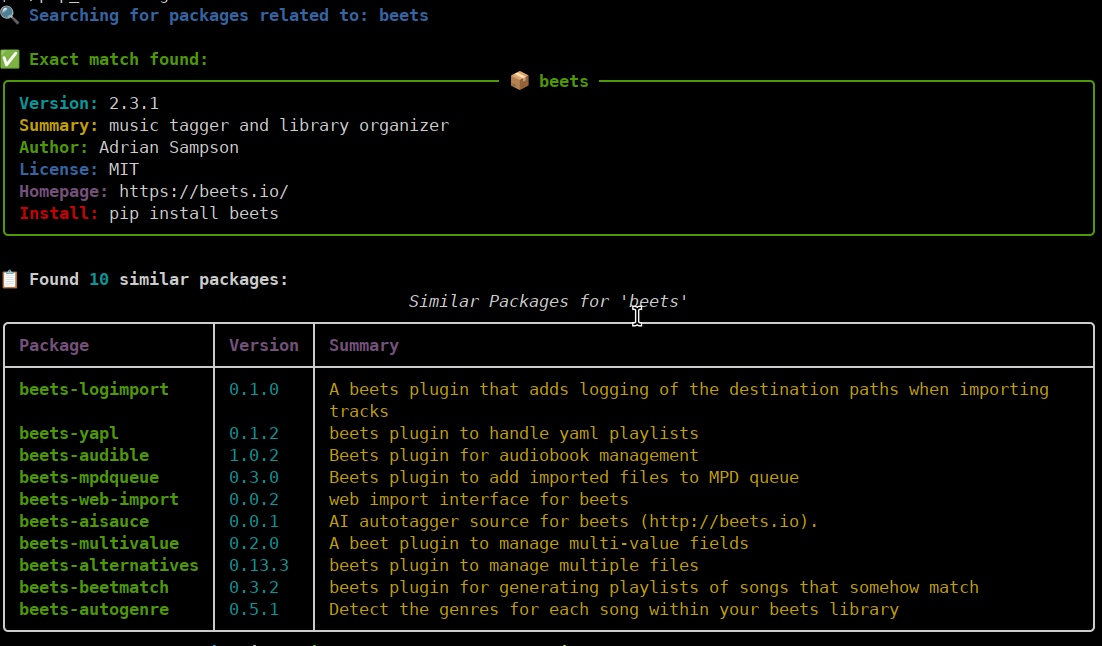 Searching for packages related to: beets
Exact match found:
beets
Version: 2.3.1
Summary: music tagger and library organizer
Author: Adrian Sampson
License: MIT
Homepage: https://beets.io/
Install: pip install beets
Found 10 similar packages:
Similar Packages for 'beets'
Package Version Summary
beets-logimport 0.1.0 A beets plugin that adds logging of the destination paths when importing
tracks
beets-yapl 0.1.2 beets plugin to handle yaml playlists
beets-audible 1.0.2 Beets plugin for audiobook management
beets-mpdqueue 0.3.0 Beets plugin to add imported files to MPD queue
beets-web-import 0.0.2 web import interface for beets
beets-aisauce 0.0.1 AI autotagger source for beets (http://beets.io).
beets-multivalue 0.2.0 A beet plugin to manage multi-value fields
beets-alternatives 0.13.3 beets plugin to manage multiple files
beets-beetmatch 0.3.2 beets plugin for generating playlists of songs that somehow match
beets-autogenre 0.5.1 Detect the genres for each song within your beets library